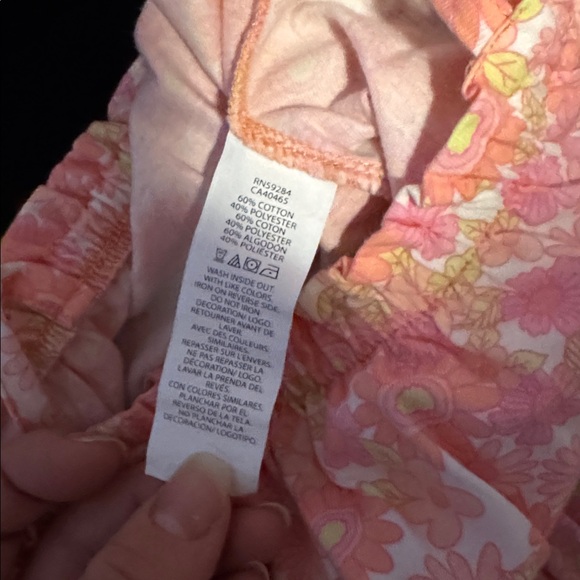 RN59284
CA40465
60% COTTON
40% POLYESTER
60% COTON
40% POLYESTER
60% ALGODÓN
40% POLIÉSTER
WASH INSIDE OUT.
WITH LIKE COLORS.
IRON ON REVERSE SIDE.
DO NOT IRON
DECORATION/ LOGO.
RETOURNER AVANT DE
LAVER.
AVEC DES COULEURS
SIMILAIRES.
REPASSER SUR L'ENVERS.
NE PAS REPASSER LA
DÉCORATION/ LOGO.
LAVAR LA PRENDA DEL
REVÉS.
CON COLORES SIMILARES.
PLANCHAR POR EL
REVERSO DE LA TELA.
NO PLANCHAR LA
DECORACIÓN/ LOGOTIPO.